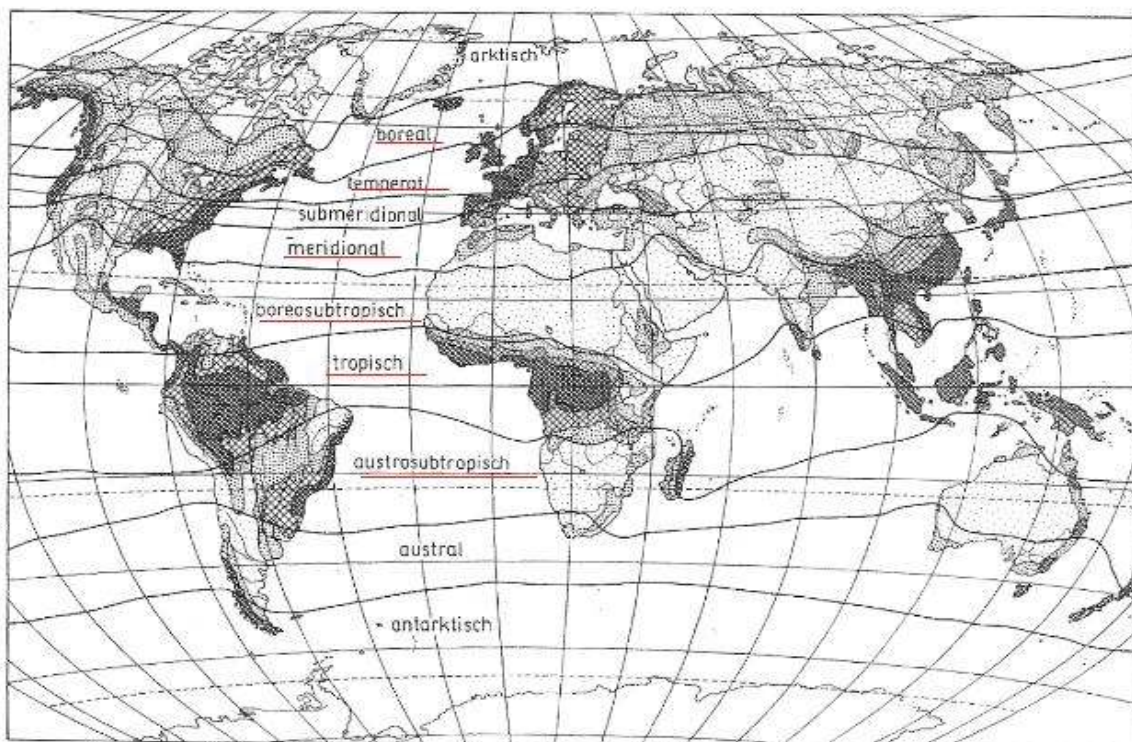 arktisch
boreal
temperat
submeridional
meridional
boreosubtropisch
tropisch
austrosubtropisch
austral
antarktisch